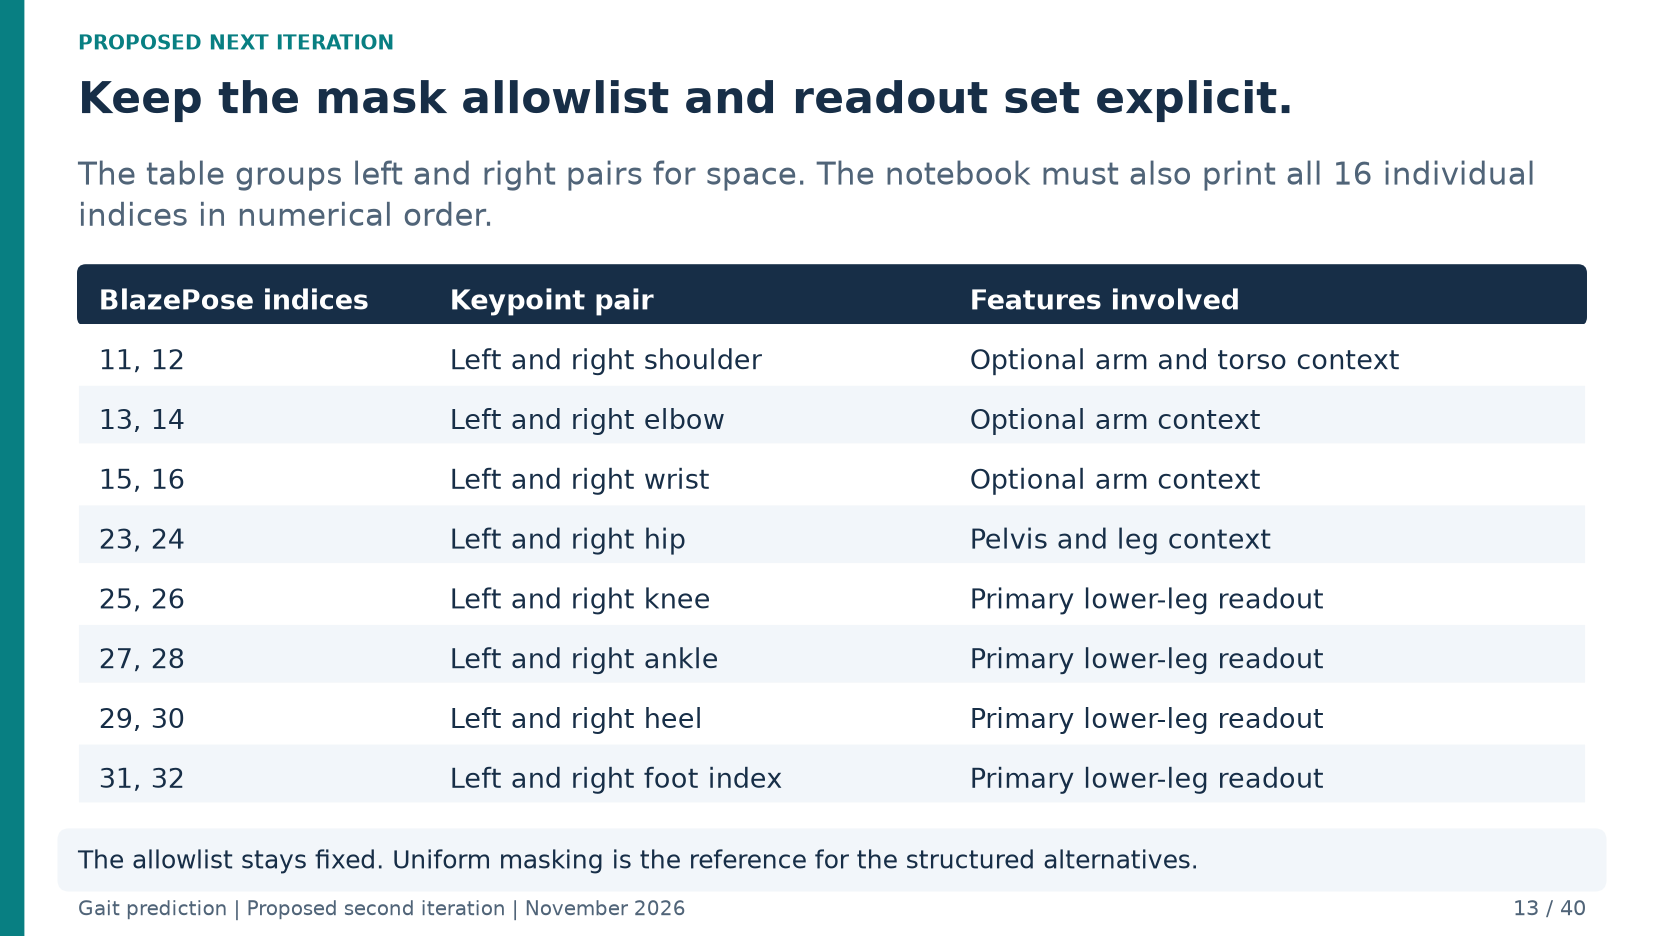 PROPOSED NEXT ITERATION
Keep the mask allowlist and readout set explicit.
The table groups left and right pairs for space. The notebook must also print all 16 individual
indices in numerical order.
BlazePose indices Keypoint pair Features involved
11, 12 Left and right shoulder Optional arm and torso context
13, 14 Left and right elbow Optional arm context
15, 16 Left and right wrist Optional arm context
23, 24 Left and right hip Pelvis and leg context
25, 26 Left and right knee Primary lower-leg readout
27, 28 Left and right ankle Primary lower-leg readout
29, 30 Left and right heel Primary lower-leg readout
31, 32 Left and right foot index Primary lower-leg readout
The allowlist stays fixed. Uniform masking is the reference for the structured alternatives.
Gait prediction | Proposed second iteration | November 2026 13 / 40